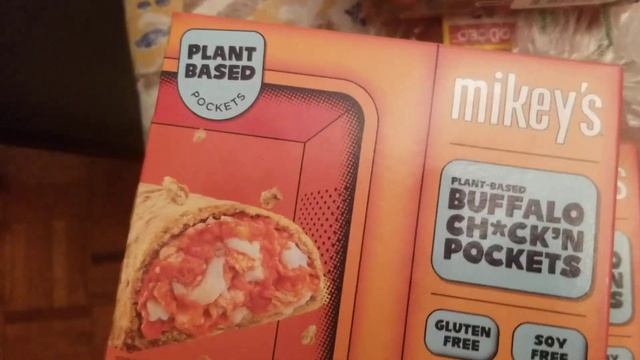 PLANT
BASED
POCKETS
mikey's
PLANT-BASED
BUFFALO
CH*CK'N
POCKETS
GLUTEN
FREE
SOY
FREE